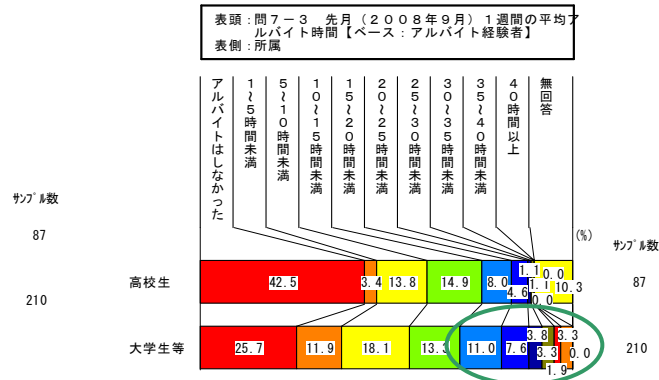 表頭：問７－３　先月（２００８年９月）１週間の平均ア
ルバイト時間【ベース：アルバイト経験者】
表側：所属
アルバイトはしなかった
１～５時間未満
５～１０時間未満
１０～１５時間未満
１５～２０時間未満
２０～２５時間未満
２５～３０時間未満
３０～３５時間未満
３５～４０時間未満
４０時間以上
無回答
(%)
ｻﾝﾌﾟﾙ数
87
210
ｻﾝﾌﾟﾙ数
高校生
42.5
3.4
13.8
14.9
8.0
4.6
1.1
1.1
0.0
0.0
10.3
87
大学生等
25.7
11.9
18.1
13.3
11.0
7.6
3.8
3.3
1.9
3.3
0.0
210